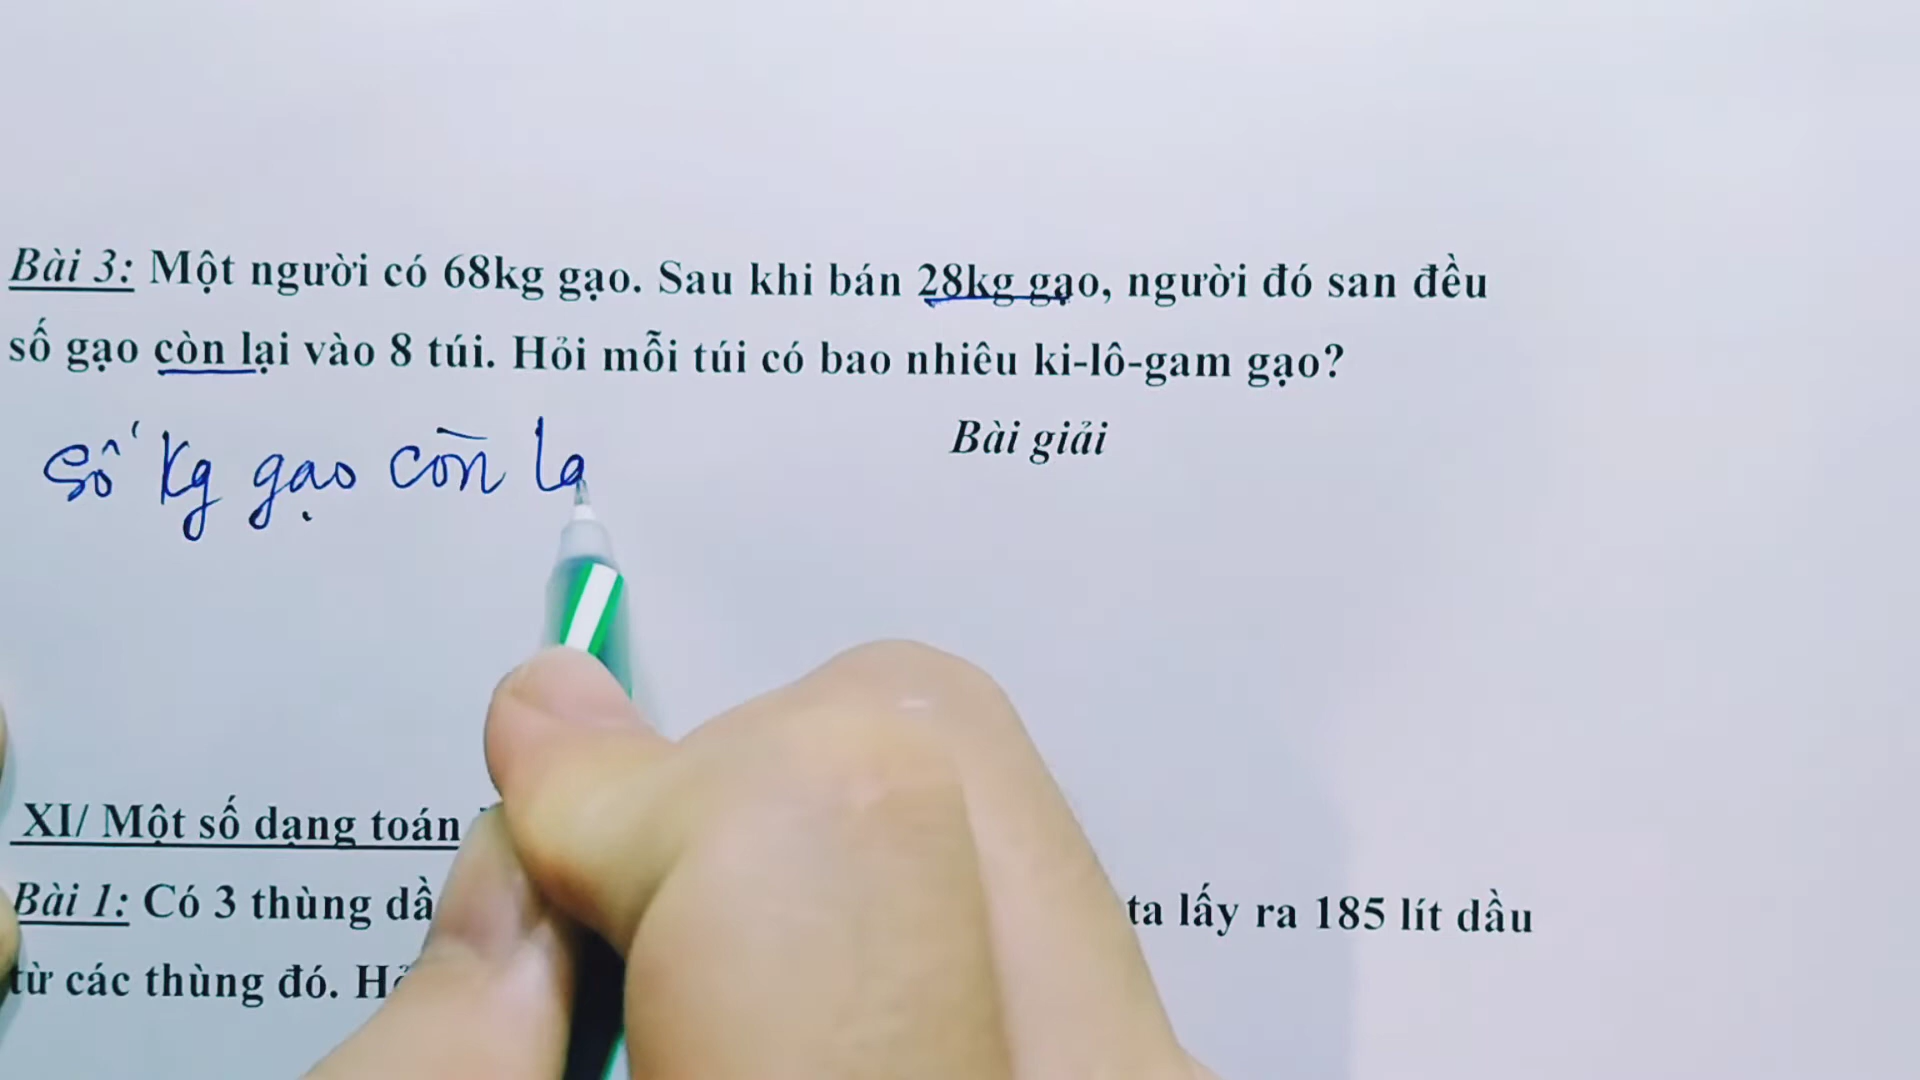 Bài 3: Một người có 68kg gạo. Sau khi bán 28kg gạo, người đó san đều
số gạo còn lại vào 8 túi. Hỏi mỗi túi có bao nhiêu ki-lô-gam gạo?
Bài giải
Số kg gạo còn lạ
XI/ Một số dạng toán
Bài 1: Có 3 thùng dầ ta lấy ra 185 lít dầu
từ các thùng đó. Hỏ